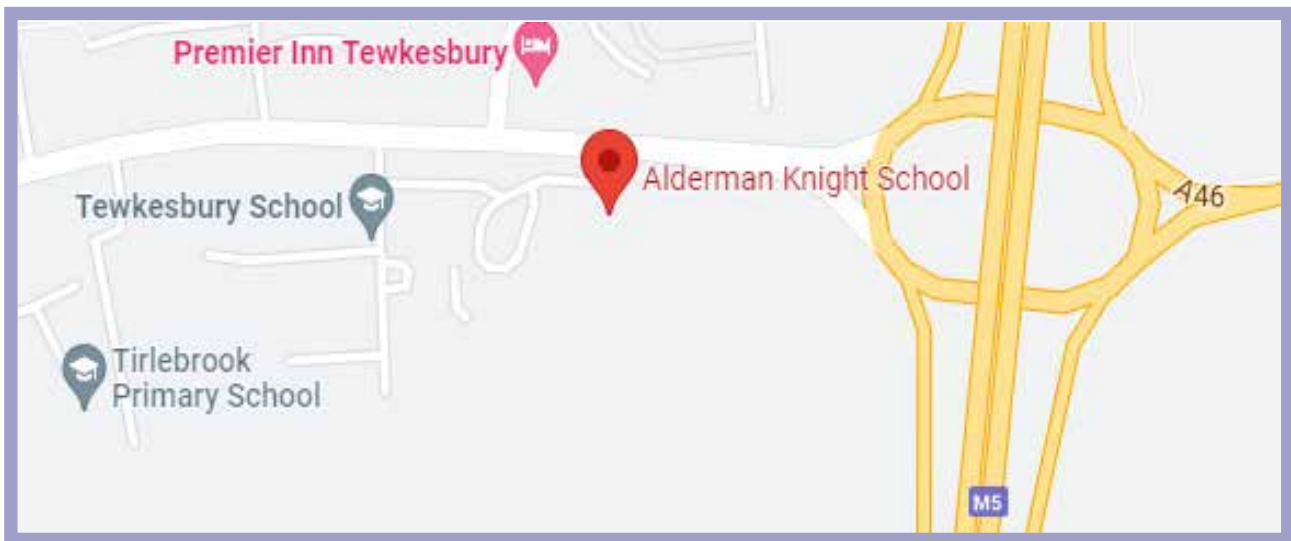 Premier Inn Tewkesbury
Alderman Knight School
Tewkesbury School
A46
Tirlebrook
Primary School
M5